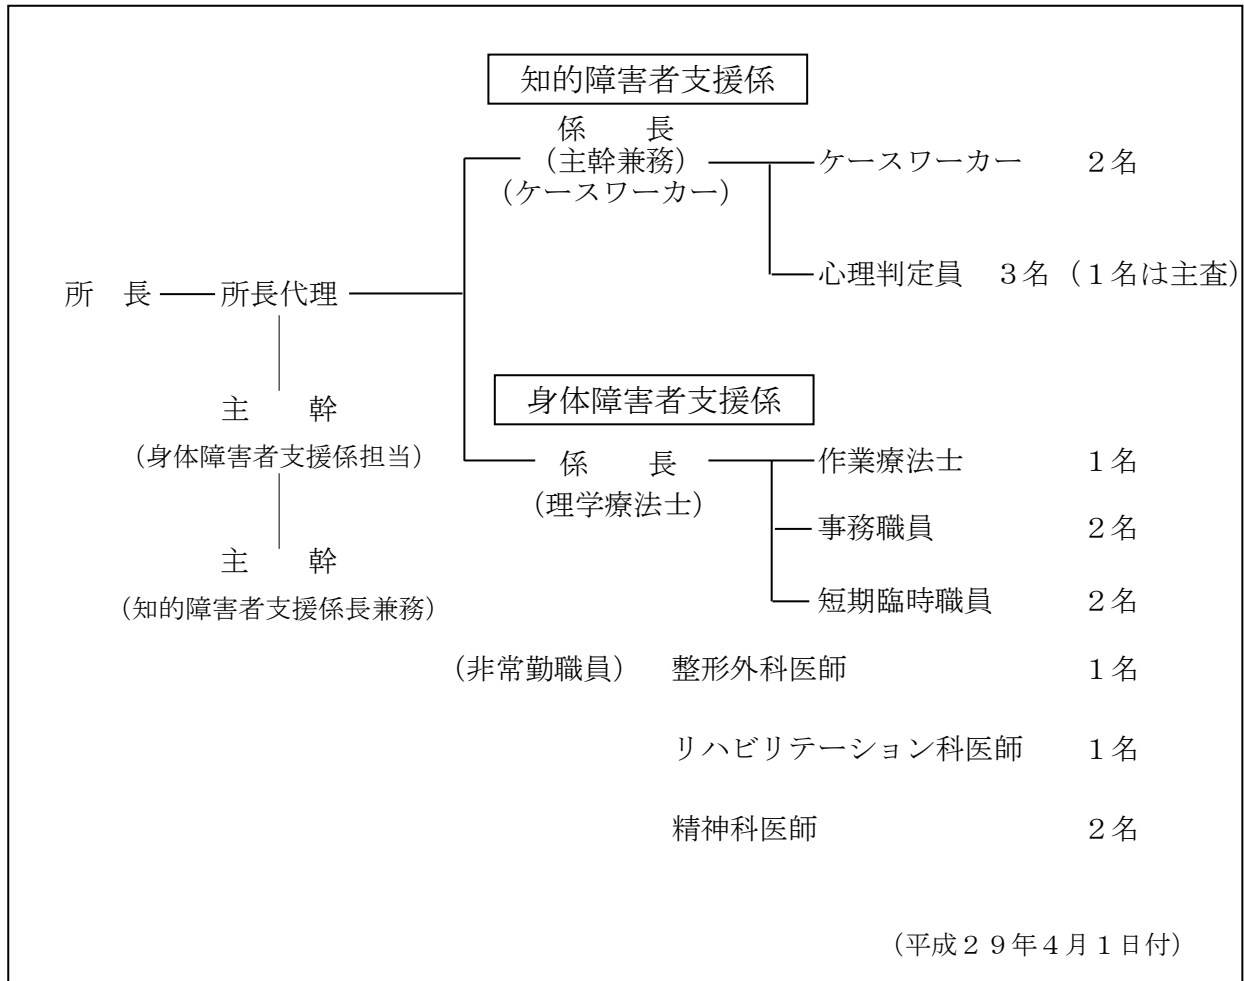 知的障害者支援係
係　　長
（主幹兼務）
（ケースワーカー）
ケースワーカー　　２名
心理判定員　３名（１名は主査）
所　長
所長代理
主　　幹
（身体障害者支援係担当）
主　　幹
（知的障害者支援係長兼務）
身体障害者支援係
係　　長
（理学療法士）
作業療法士　　１名
事務職員　　２名
短期臨時職員　　２名
（非常勤職員）　整形外科医師　　１名
リハビリテーション科医師　　１名
精神科医師　　２名
（平成２９年４月１日付）